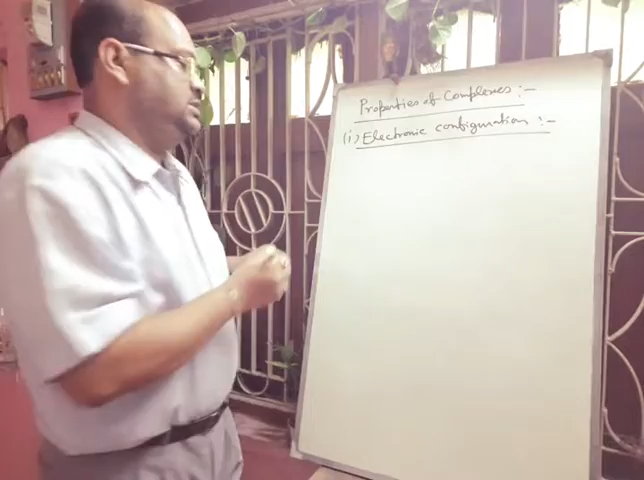 Properties of Complexes :-
(i) Electronic configuration :-